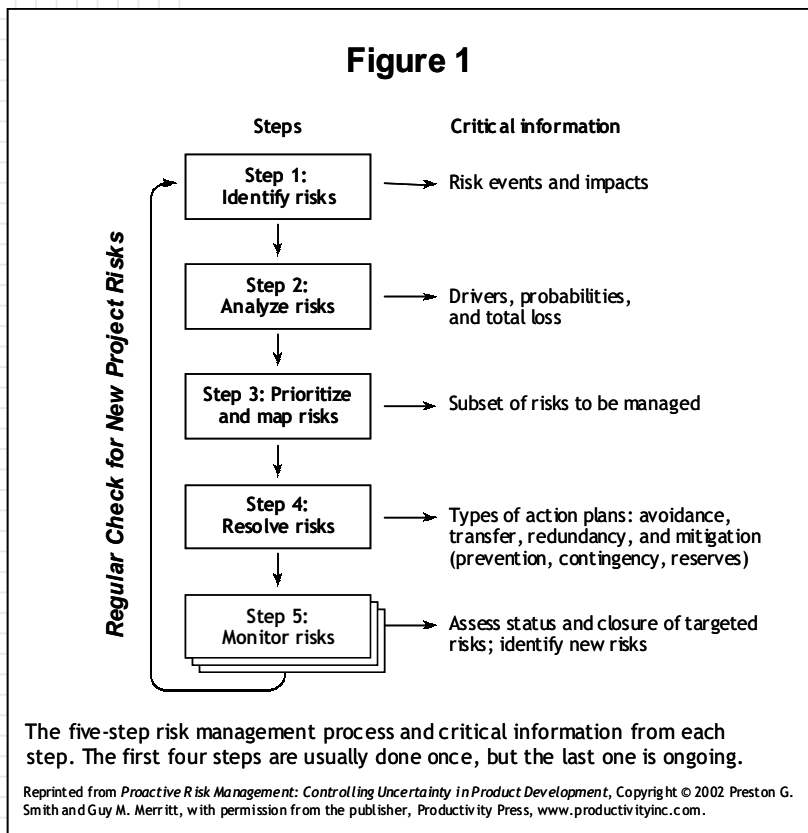 Figure 1
Steps
Critical information
Step 1:
Identify risks
Risk events and impacts
Step 2:
Analyze risks
Drivers, probabilities,
and total loss
Step 3: Prioritize
and map risks
Subset of risks to be managed
Step 4:
Resolve risks
Types of action plans: avoidance,
transfer, redundancy, and mitigation
(prevention, contingency, reserves)
Step 5:
Monitor risks
Assess status and closure of targeted
risks; identify new risks
Regular Check for New Project Risks
The five-step risk management process and critical information from each
step. The first four steps are usually done once, but the last one is ongoing.
Reprinted from Proactive Risk Management: Controlling Uncertainty in Product Development, Copyright © 2002 Preston G.
Smith and Guy M. Merritt, with permission from the publisher, Productivity Press, www.productivityinc.com.